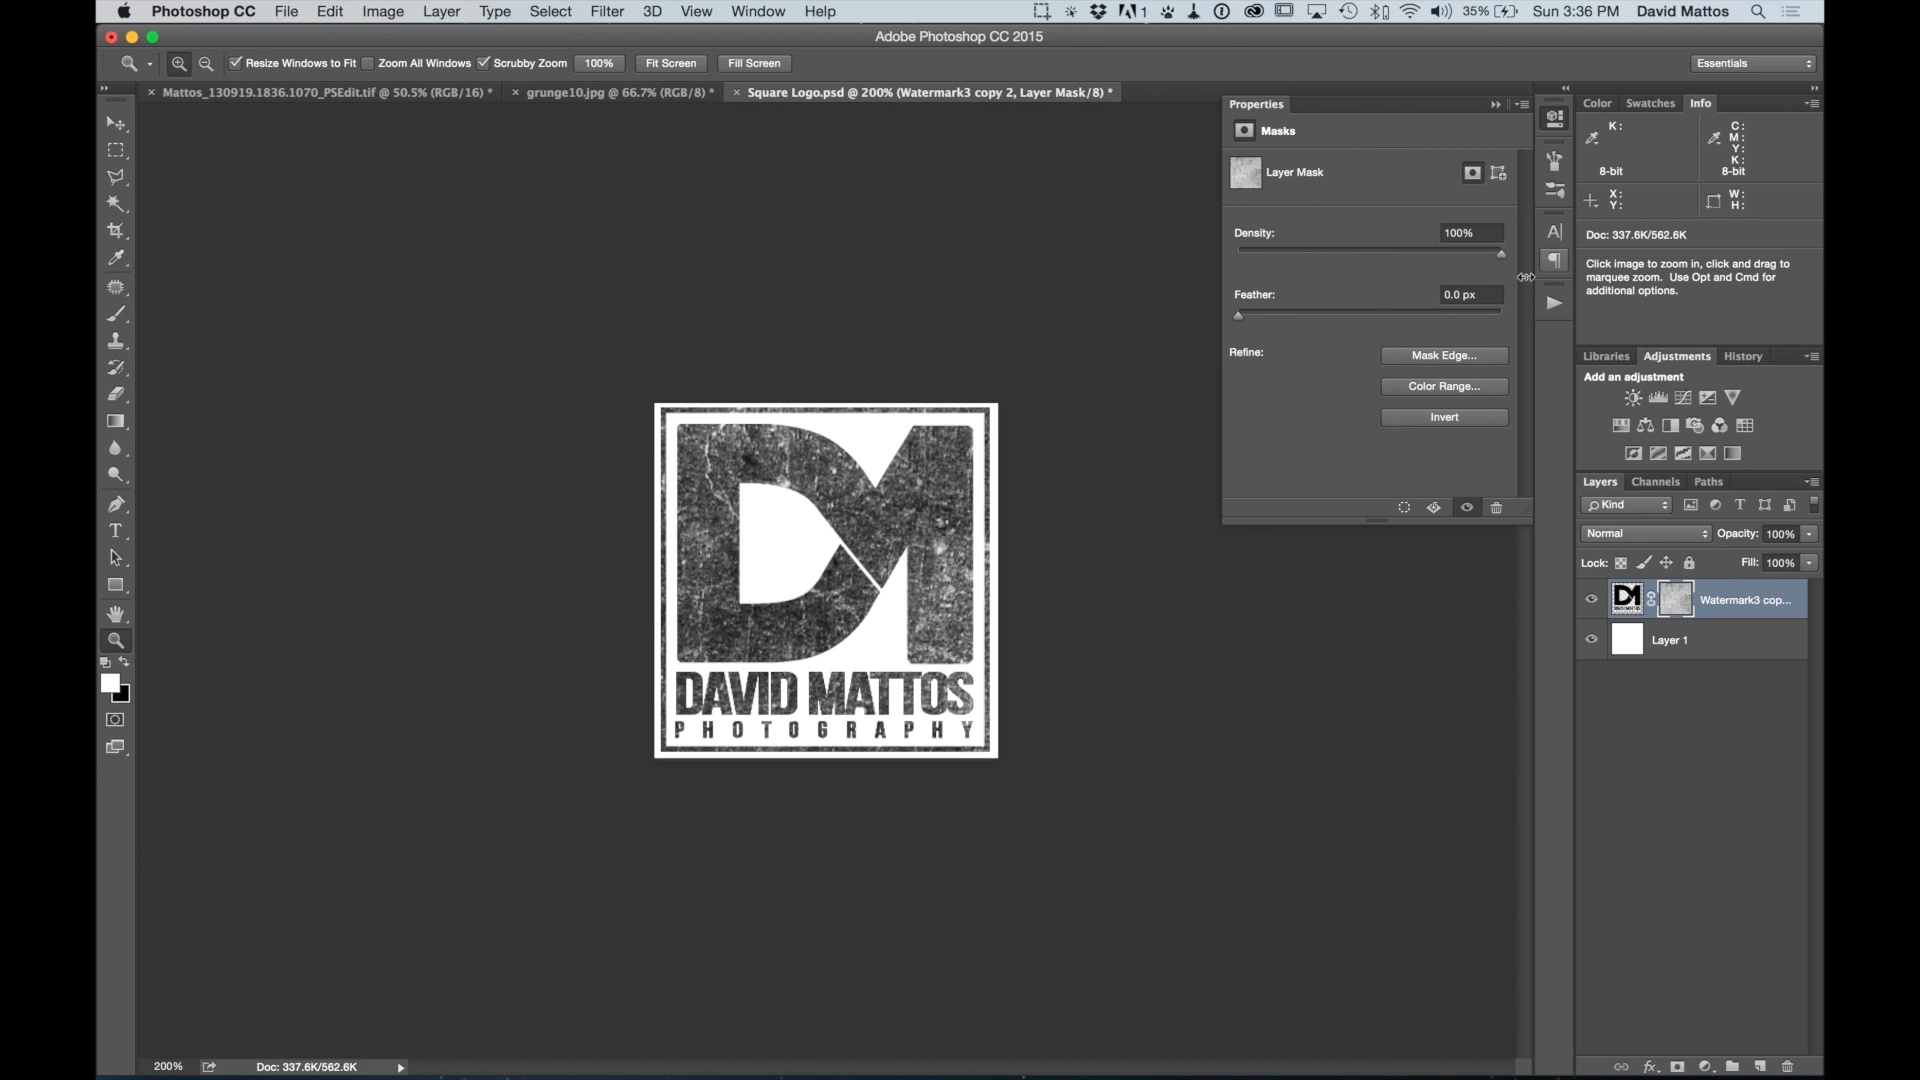 Photoshop CC File Edit Image Layer Type Select Filter 3D View Window Help 1 35% Sun 3:36 PM David Mattos
Adobe Photoshop CC 2015
Resize Windows to Fit Zoom All Windows Scrubby Zoom 100% Fit Screen Fill Screen Essentials
Mattos_130919.1836.1070_PSEdit.tif @ 50.5% (RGB/16) * grunge10.jpg @ 66.7% (RGB/8) * Square Logo.psd @ 200% (Watermark3 copy 2, Layer Mask/8) *
Properties
Masks
Layer Mask
Density: 100%
Feather: 0.0 px
Refine: Mask Edge...
Color Range...
Invert
Color Swatches Info
K: C:
M:
Y:
K:
8-bit 8-bit
X: W:
Y: H:
Doc: 337.6K/562.6K
Click image to zoom in, click and drag to
marquee zoom. Use Opt and Cmd for
additional options.
Libraries Adjustments History
Add an adjustment
Layers Channels Paths
Kind
Normal Opacity: 100%
Lock: Fill: 100%
Watermark3 cop...
Layer 1
DM
DAVID MATTOS
PHOTOGRAPHY
200% Doc: 337.6K/562.6K